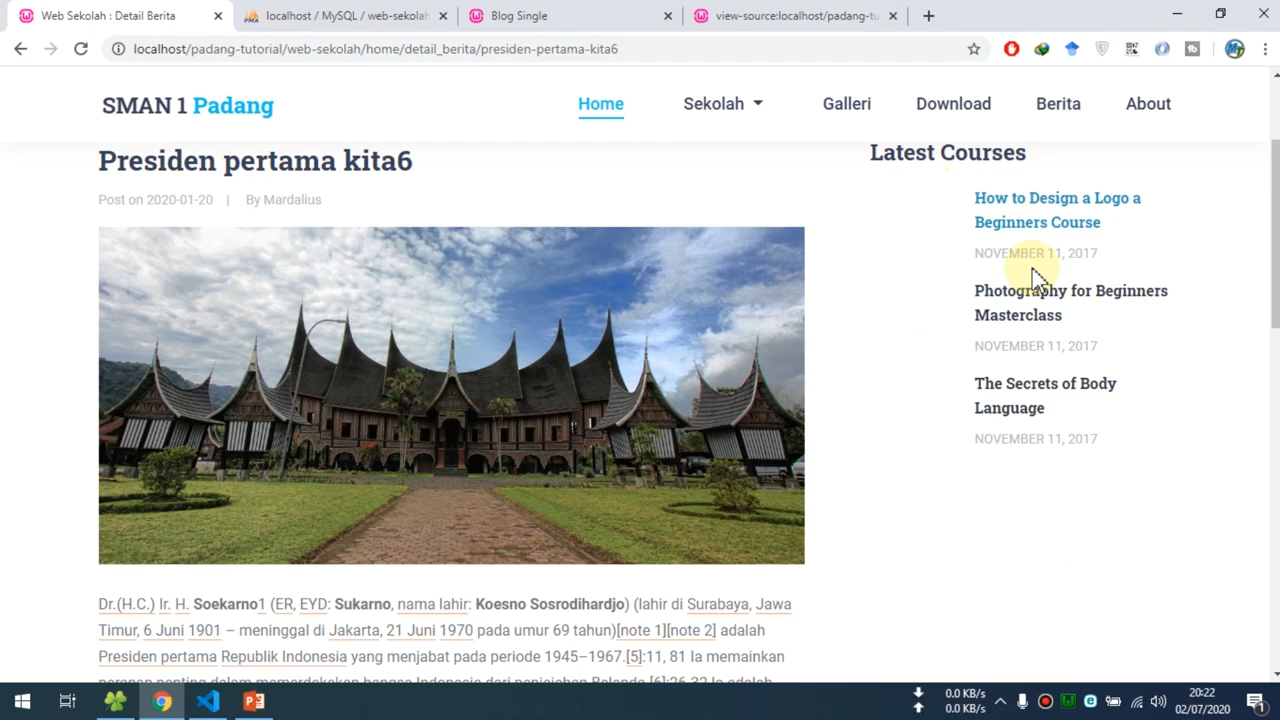 Web Sekolah : Detail Berita
localhost / MySQL / web-sekolah
Blog Single
view-source:localhost/padang-tu
localhost/padang-tutorial/web-sekolah/home/detail_berita/presiden-pertama-kita6
SMAN 1 Padang
Home
Sekolah
Galleri
Download
Berita
About
Presiden pertama kita6
Post on 2020-01-20 | By Mardalius
Latest Courses
How to Design a Logo a
Beginners Course
NOVEMBER 11, 2017
Photography for Beginners
Masterclass
NOVEMBER 11, 2017
The Secrets of Body
Language
NOVEMBER 11, 2017
Dr.(H.C.) Ir. H. Soekarno1 (ER, EYD: Sukarno, nama lahir: Koesno Sosrodihardjo) (lahir di Surabaya, Jawa
Timur, 6 Juni 1901 – meninggal di Jakarta, 21 Juni 1970 pada umur 69 tahun)[note 1][note 2] adalah
Presiden pertama Republik Indonesia yang menjabat pada periode 1945–1967.[5]:11, 81 Ia memainkan
0.0 KB/s
0.0 KB/s
20:22
02/07/2020